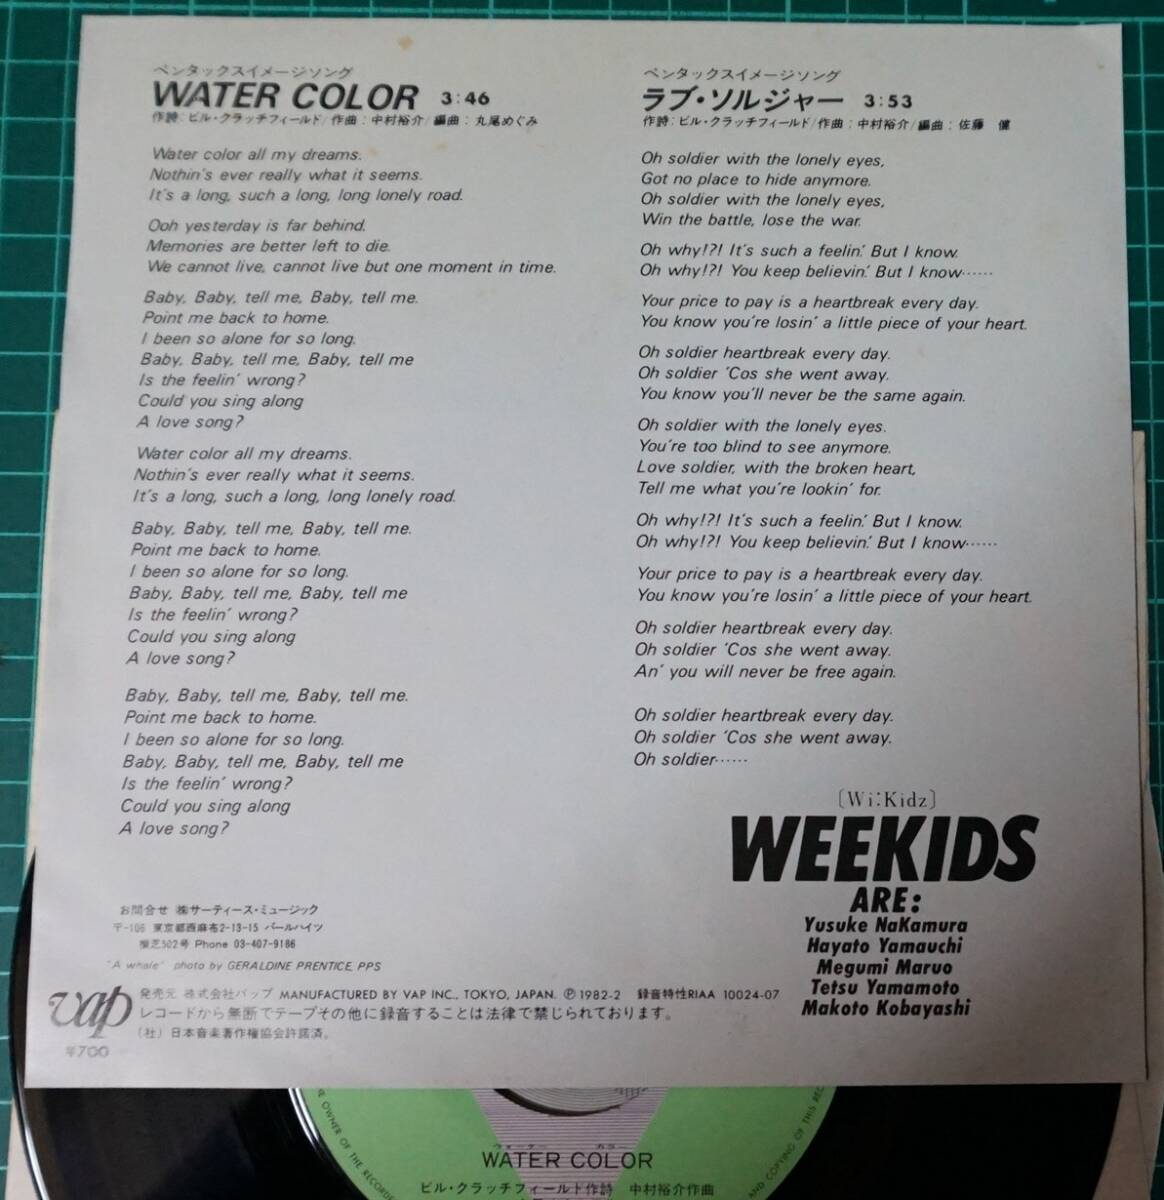 ペンタックスイメージソング
WATER COLOR 3:46
作詩:ビル・クラッチフィールド/作曲:中村裕介/編曲:丸尾めぐみ
Water color all my dreams.
Nothin's ever really what it seems.
It's a long, such a long, long lonely road.
Ooh yesterday is far behind.
Memories are better left to die.
We cannot live, cannot live but one moment in time.
Baby, Baby, tell me, Baby, tell me.
Point me back to home.
I been so alone for so long.
Baby, Baby, tell me, Baby, tell me
Is the feelin' wrong?
Could you sing along
A love song?
Water color all my dreams.
Nothin's ever really what it seems.
It's a long, such a long, long lonely road.
Baby, Baby, tell me, Baby, tell me.
Point me back to home.
I been so alone for so long.
Baby, Baby, tell me, Baby, tell me
Is the feelin' wrong?
Could you sing along
A love song?
Baby, Baby, tell me, Baby, tell me.
Point me back to home.
I been so alone for so long.
Baby, Baby, tell me, Baby, tell me
Is the feelin' wrong?
Could you sing along
A love song?
ペンタックスイメージソング
ラブ・ソルジャー 3:53
作詩:ビル・クラッチフィールド/作曲:中村裕介/編曲:佐藤 健
Oh soldier with the lonely eyes,
Got no place to hide anymore.
Oh soldier with the lonely eyes,
Win the battle, lose the war.
Oh why!?! It's such a feelin'. But I know.
Oh why!?! You keep believin'. But I know……
Your price to pay is a heartbreak every day.
You know you're losin' a little piece of your heart.
Oh soldier heartbreak every day.
Oh soldier 'Cos she went away.
You know you'll never be the same again.
Oh soldier with the lonely eyes.
You're too blind to see anymore.
Love soldier, with the broken heart,
Tell me what you're lookin' for.
Oh why!?! It's such a feelin'. But I know.
Oh why!?! You keep believin'. But I know……
Your price to pay is a heartbreak every day.
You know you're losin' a little piece of your heart.
Oh soldier heartbreak every day.
Oh soldier 'Cos she went away.
An' you will never be free again.
Oh soldier heartbreak every day.
Oh soldier 'Cos she went away.
Oh soldier……
[Wi:Kidz]
WEEKIDS
ARE:
Yusuke NaKamura
Hayato Yamauchi
Megumi Maruo
Tetsu Yamamoto
Makoto Kobayashi
お問合せ ㈱サーティース・ミュージック
〒106 東京都西麻布2-13-15 パールハイツ
502号 Phone 03-407-9186
"A whale" photo by GERALDINE PRENTICE, PPS
vap 発売元 株式会社バップ MANUFACTURED BY VAP INC., TOKYO, JAPAN. Ⓟ1982-2 録音特性RIAA 10024-07
レコードから無断でテープその他に録音することは法律で禁じられております。
(社)日本音楽著作権協会許諾済。
¥700
E OWNER OF THE RECORDE
AND COPYING OF THIS REC
ウォーター カラー
WATER COLOR
ビル・クラッチフィールド作詩 中村裕介作曲